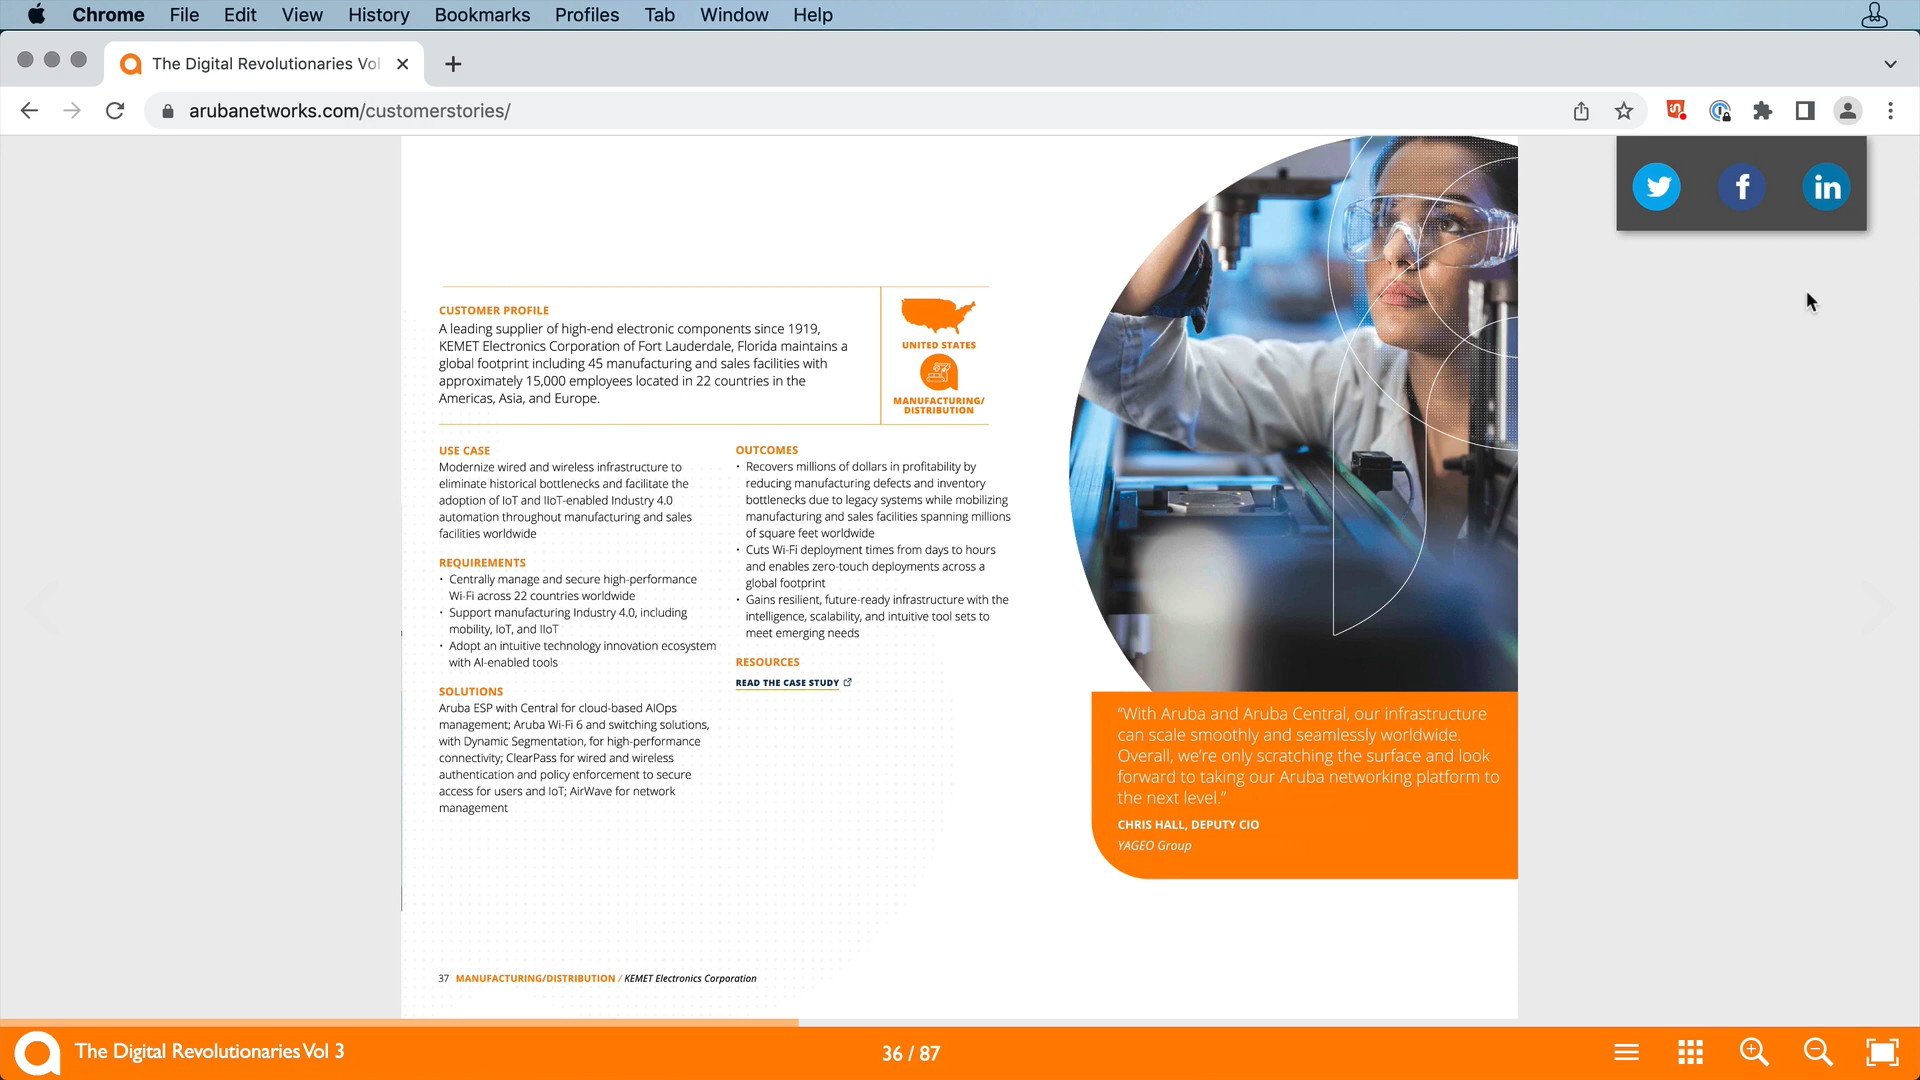 Chrome File Edit View History Bookmarks Profiles Tab Window Help
The Digital Revolutionaries Vol
arubanetworks.com/customerstories/
CUSTOMER PROFILE
A leading supplier of high-end electronic components since 1919,
KEMET Electronics Corporation of Fort Lauderdale, Florida maintains a
global footprint including 45 manufacturing and sales facilities with
approximately 15,000 employees located in 22 countries in the
Americas, Asia, and Europe.
UNITED STATES
MANUFACTURING/
DISTRIBUTION
USE CASE
Modernize wired and wireless infrastructure to
eliminate historical bottlenecks and facilitate the
adoption of IoT and IIoT-enabled Industry 4.0
automation throughout manufacturing and sales
facilities worldwide
REQUIREMENTS
• Centrally manage and secure high-performance
Wi-Fi across 22 countries worldwide
• Support manufacturing Industry 4.0, including
mobility, IoT, and IIoT
• Adopt an intuitive technology innovation ecosystem
with AI-enabled tools
SOLUTIONS
Aruba ESP with Central for cloud-based AIOps
management; Aruba Wi-Fi 6 and switching solutions,
with Dynamic Segmentation, for high-performance
connectivity; ClearPass for wired and wireless
authentication and policy enforcement to secure
access for users and IoT; AirWave for network
management
OUTCOMES
• Recovers millions of dollars in profitability by
reducing manufacturing defects and inventory
bottlenecks due to legacy systems while mobilizing
manufacturing and sales facilities spanning millions
of square feet worldwide
• Cuts Wi-Fi deployment times from days to hours
and enables zero-touch deployments across a
global footprint
• Gains resilient, future-ready infrastructure with the
intelligence, scalability, and intuitive tool sets to
meet emerging needs
RESOURCES
READ THE CASE STUDY
“With Aruba and Aruba Central, our infrastructure
can scale smoothly and seamlessly worldwide.
Overall, we’re only scratching the surface and look
forward to taking our Aruba networking platform to
the next level.”
CHRIS HALL, DEPUTY CIO
YAGEO Group
37 MANUFACTURING/DISTRIBUTION / KEMET Electronics Corporation
The Digital Revolutionaries Vol 3
36 / 87